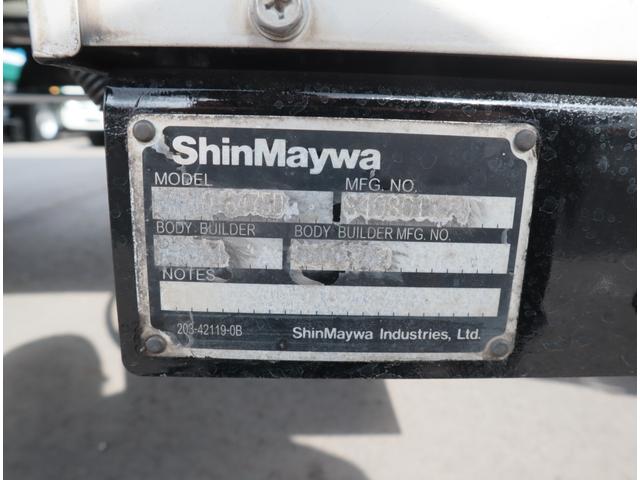 ShinMaywa
MODEL MFG. NO.
BODY BUILDER BODY BUILDER MFG. NO.
NOTES
203-42119-0B ShinMaywa Industries, Ltd.